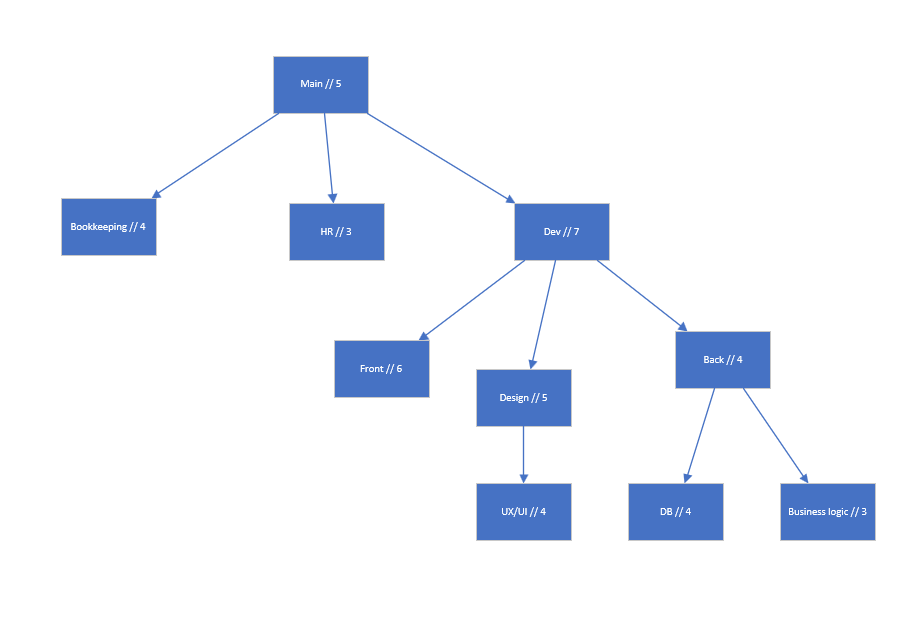 Main // 5
Bookkeeping // 4
HR // 3
Dev // 7
Front // 6
Design // 5
Back // 4
UX/UI // 4
DB // 4
Business logic // 3